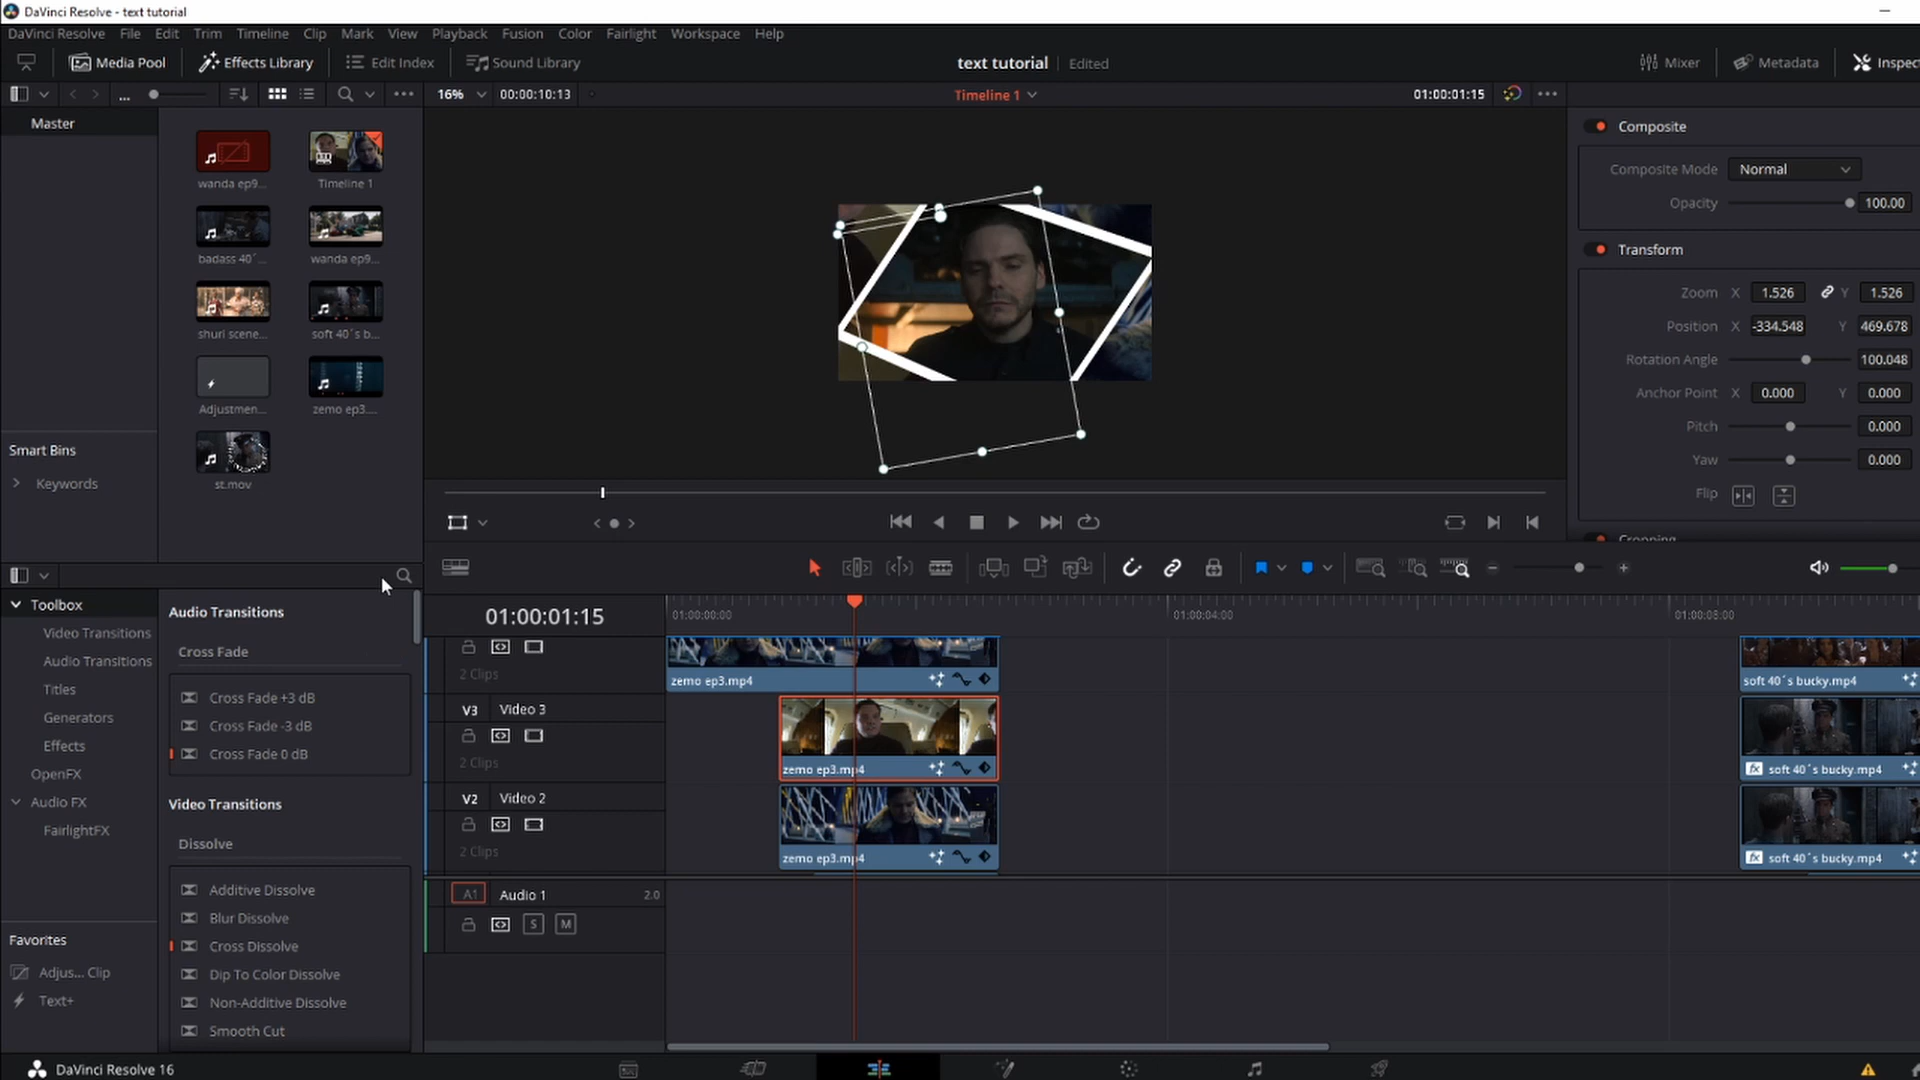 DaVinci Resolve - text tutorial
DaVinci Resolve File Edit Trim Timeline Clip Mark View Playback Fusion Color Fairlight Workspace Help
Media Pool Effects Library Edit Index Sound Library text tutorial Edited Mixer Metadata Inspec
... 16% 00:00:10:13 Timeline 1 01:00:01:15
Master
wanda ep9... Timeline 1
badass 40´... wanda ep9...
shuri scene... soft 40´s b...
Adjustmen... zemo ep3....
st.mov
Smart Bins
Keywords
Composite
Composite Mode Normal
Opacity 100.00
Transform
Zoom X 1.526 Y 1.526
Position X -334.548 Y 469.678
Rotation Angle 100.048
Anchor Point X 0.000 Y 0.000
Pitch 0.000
Yaw 0.000
Flip
Cropping
Toolbox
Video Transitions
Audio Transitions
Titles
Generators
Effects
OpenFX
Audio FX
FairlightFX
Favorites
Adjus... Clip
Text+
Audio Transitions
Cross Fade
Cross Fade +3 dB
Cross Fade -3 dB
Cross Fade 0 dB
Video Transitions
Dissolve
Additive Dissolve
Blur Dissolve
Cross Dissolve
Dip To Color Dissolve
Non-Additive Dissolve
Smooth Cut
01:00:01:15 01:00:00:00 01:00:04:00 01:00:08:00
2 Clips zemo ep3.mp4 soft 40´s bucky.mp4
V3 Video 3
2 Clips zemo ep3.mp4 fx soft 40´s bucky.mp4
V2 Video 2
2 Clips zemo ep3.mp4 fx soft 40´s bucky.mp4
A1 Audio 1 2.0
S M
DaVinci Resolve 16